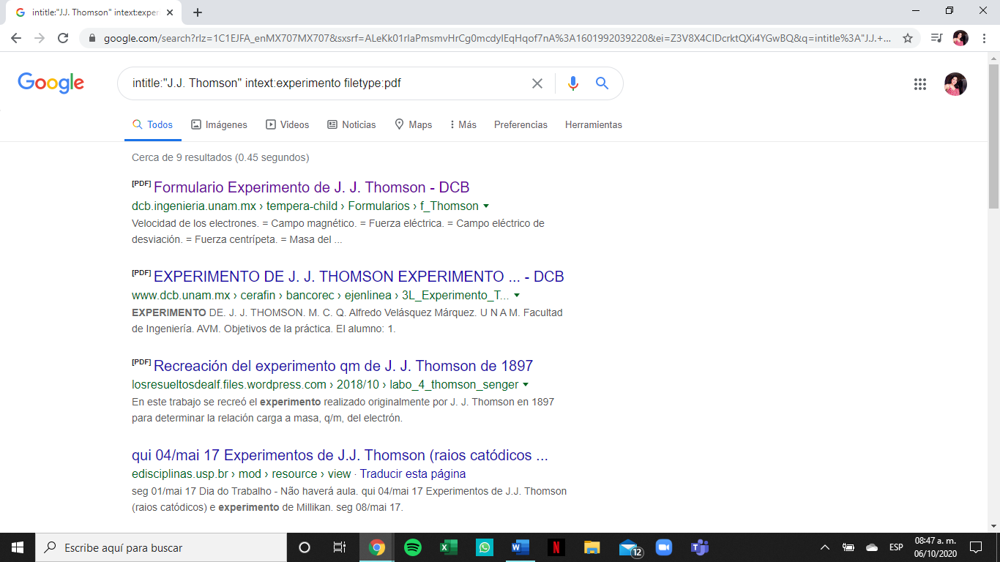 intitle:"J.J. Thomson" intext:exper
google.com/search?rlz=1C1EJFA_enMX707MX707&sxsrf=ALeKk01rIaPmsmvHrCg0mcdyIEqHqof7nA%3A1601992039220&ei=Z3V8X4CIDcrktQXi4YGwBQ&q=intitle%3A"J.J.+...
Google
intitle:"J.J. Thomson" intext:experimento filetype:pdf
Todos Imágenes Videos Noticias Maps Más Preferencias Herramientas
Cerca de 9 resultados (0.45 segundos)
[PDF] Formulario Experimento de J. J. Thomson - DCB
dcb.ingenieria.unam.mx › tempera-child › Formularios › f_Thomson
Velocidad de los electrones. = Campo magnético. = Fuerza eléctrica. = Campo eléctrico de
desviación. = Fuerza centrípeta. = Masa del ...
[PDF] EXPERIMENTO DE J. J. THOMSON EXPERIMENTO ... - DCB
www.dcb.unam.mx › cerafin › bancorec › ejenlinea › 3L_Experimento_T...
EXPERIMENTO DE. J. J. THOMSON. M. C. Q. Alfredo Velásquez Márquez. U N A M. Facultad
de Ingeniería. AVM. Objetivos de la práctica. El alumno: 1.
[PDF] Recreación del experimento qm de J. J. Thomson de 1897
losresueltosdealf.files.wordpress.com › 2018/10 › labo_4_thomson_senger
En este trabajo se recreó el experimento realizado originalmente por J. J. Thomson en 1897
para determinar la relación carga a masa, q/m, del electrón.
qui 04/mai 17 Experimentos de J.J. Thomson (raios catódicos ...
edisciplinas.usp.br › mod › resource › view · Traducir esta página
seg 01/mai 17 Dia do Trabalho - Não haverá aula. qui 04/mai 17 Experimentos de J.J. Thomson
(raios catódicos) e experimento de Millikan. seg 08/mai 17.
Escribe aquí para buscar
12
ESP
08:47 a. m.
06/10/2020